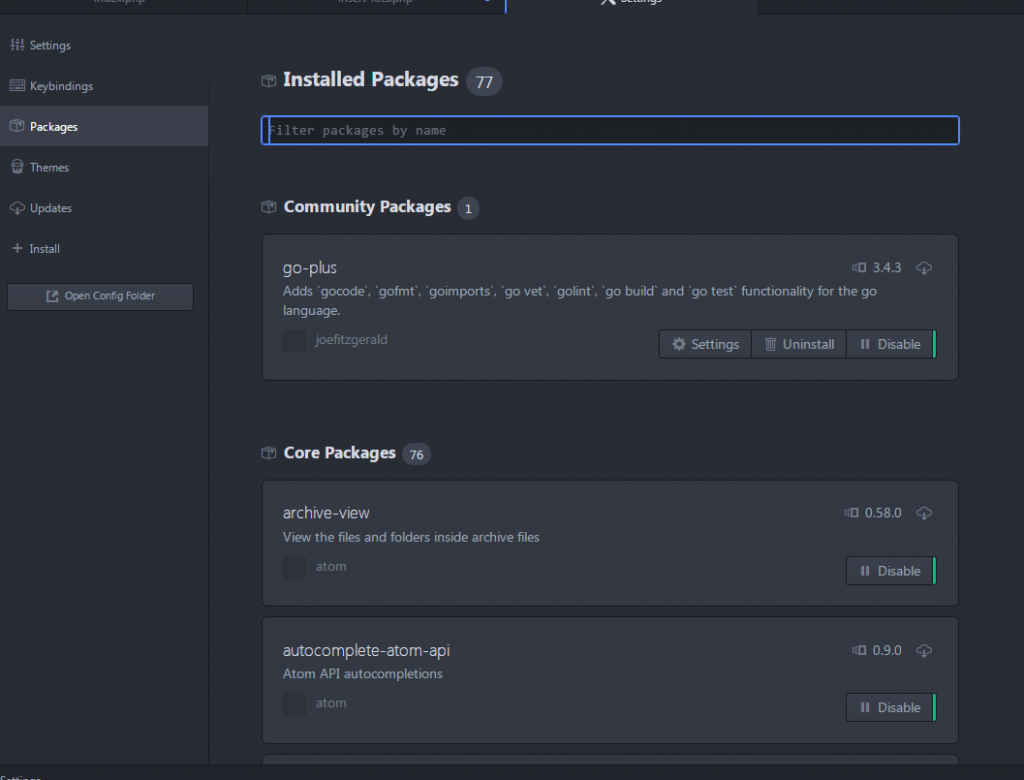 Settings
Settings
Keybindings
Packages
Themes
Updates
Install
Open Config Folder
Installed Packages 77
Filter packages by name
Community Packages 1
go-plus 3.4.3
Adds `gocode`, `gofmt`, `goimports`, `go vet`, `golint`, `go build` and `go test` functionality for the go
language.
joefitzgerald
Settings Uninstall Disable
Core Packages 76
archive-view 0.58.0
View the files and folders inside archive files
atom
Disable
autocomplete-atom-api 0.9.0
Atom API autocompletions
atom
Disable
Settings